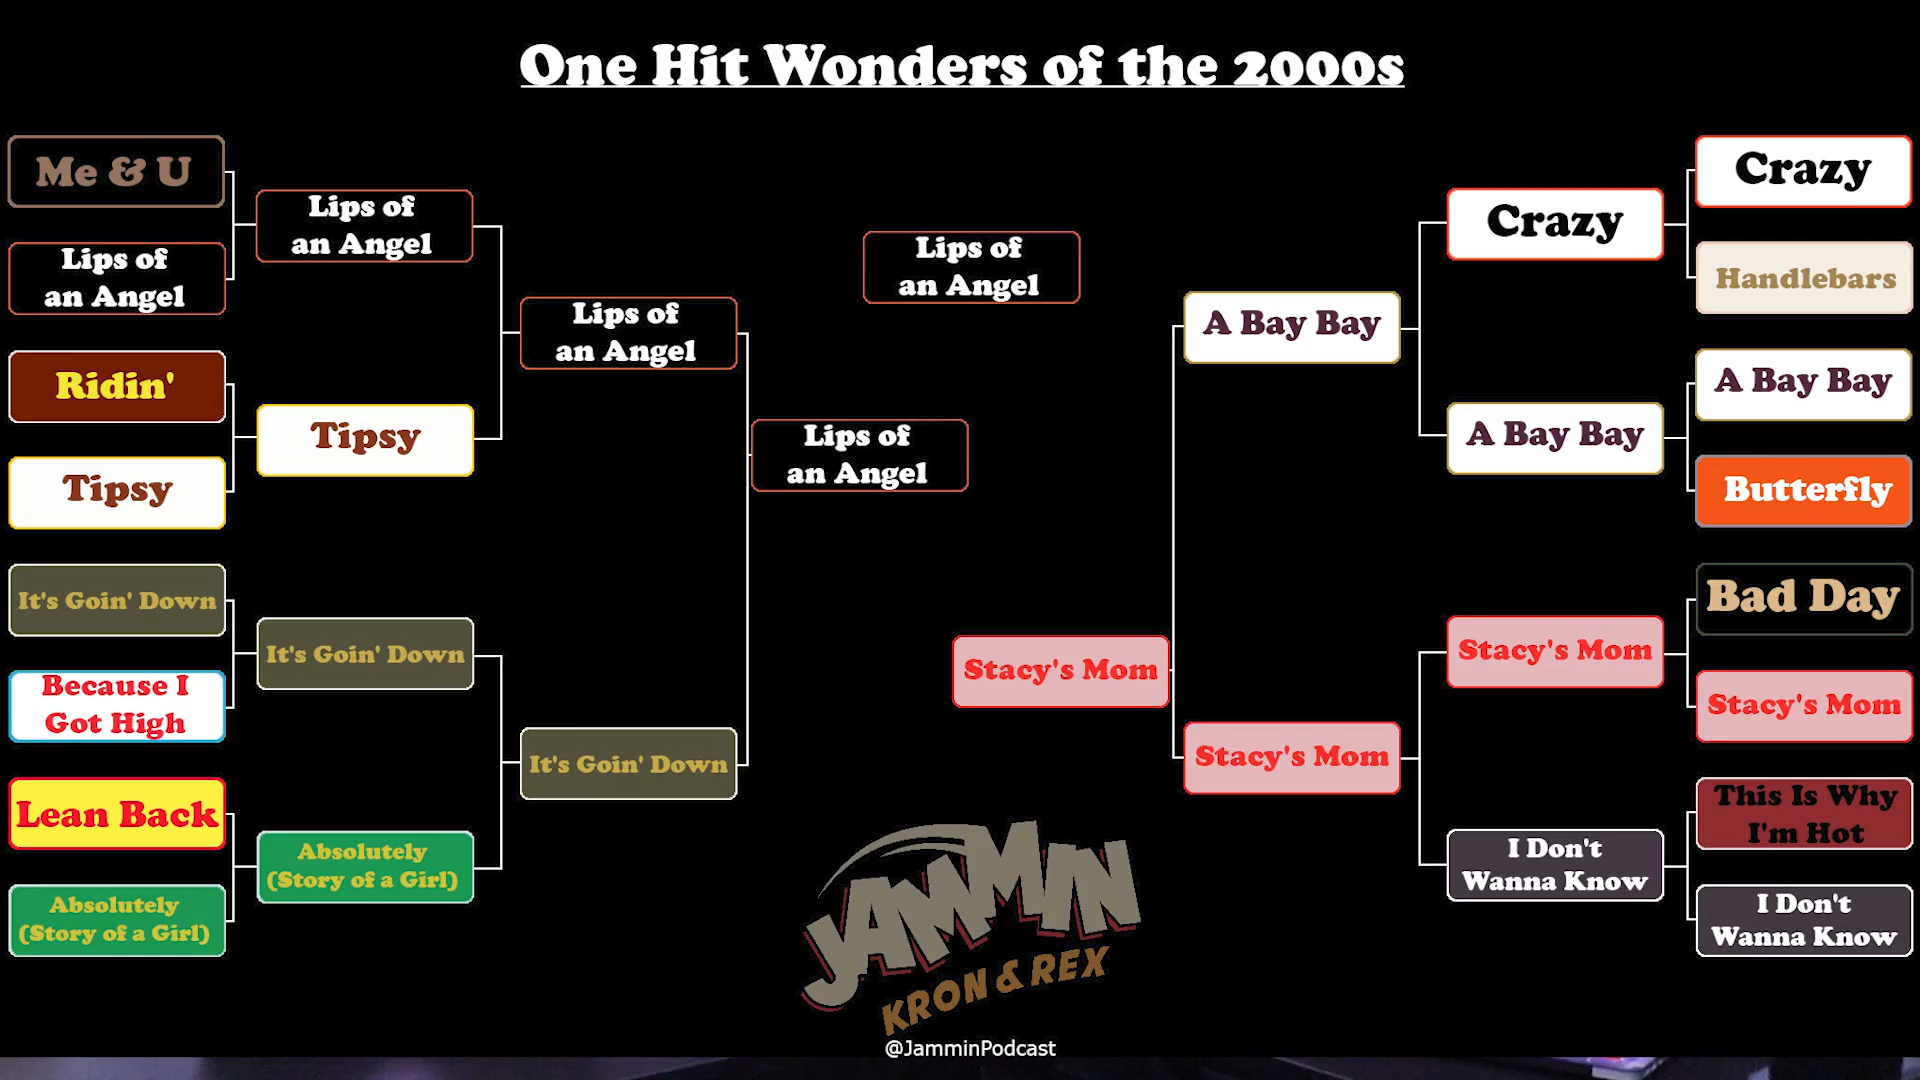 One Hit Wonders of the 2000s
Me & U
Lips of
an Angel
Ridin'
Tipsy
It's Goin' Down
Because I
Got High
Lean Back
Absolutely
(Story of a Girl)
Lips of
an Angel
Tipsy
It's Goin' Down
Absolutely
(Story of a Girl)
Lips of
an Angel
It's Goin' Down
Lips of
an Angel
Lips of
an Angel
Stacy's Mom
A Bay Bay
Stacy's Mom
Crazy
A Bay Bay
Stacy's Mom
I Don't
Wanna Know
Crazy
Handlebars
A Bay Bay
Butterfly
Bad Day
Stacy's Mom
This Is Why
I'm Hot
I Don't
Wanna Know
JAMMIN
KRON & REX
@JamminPodcast